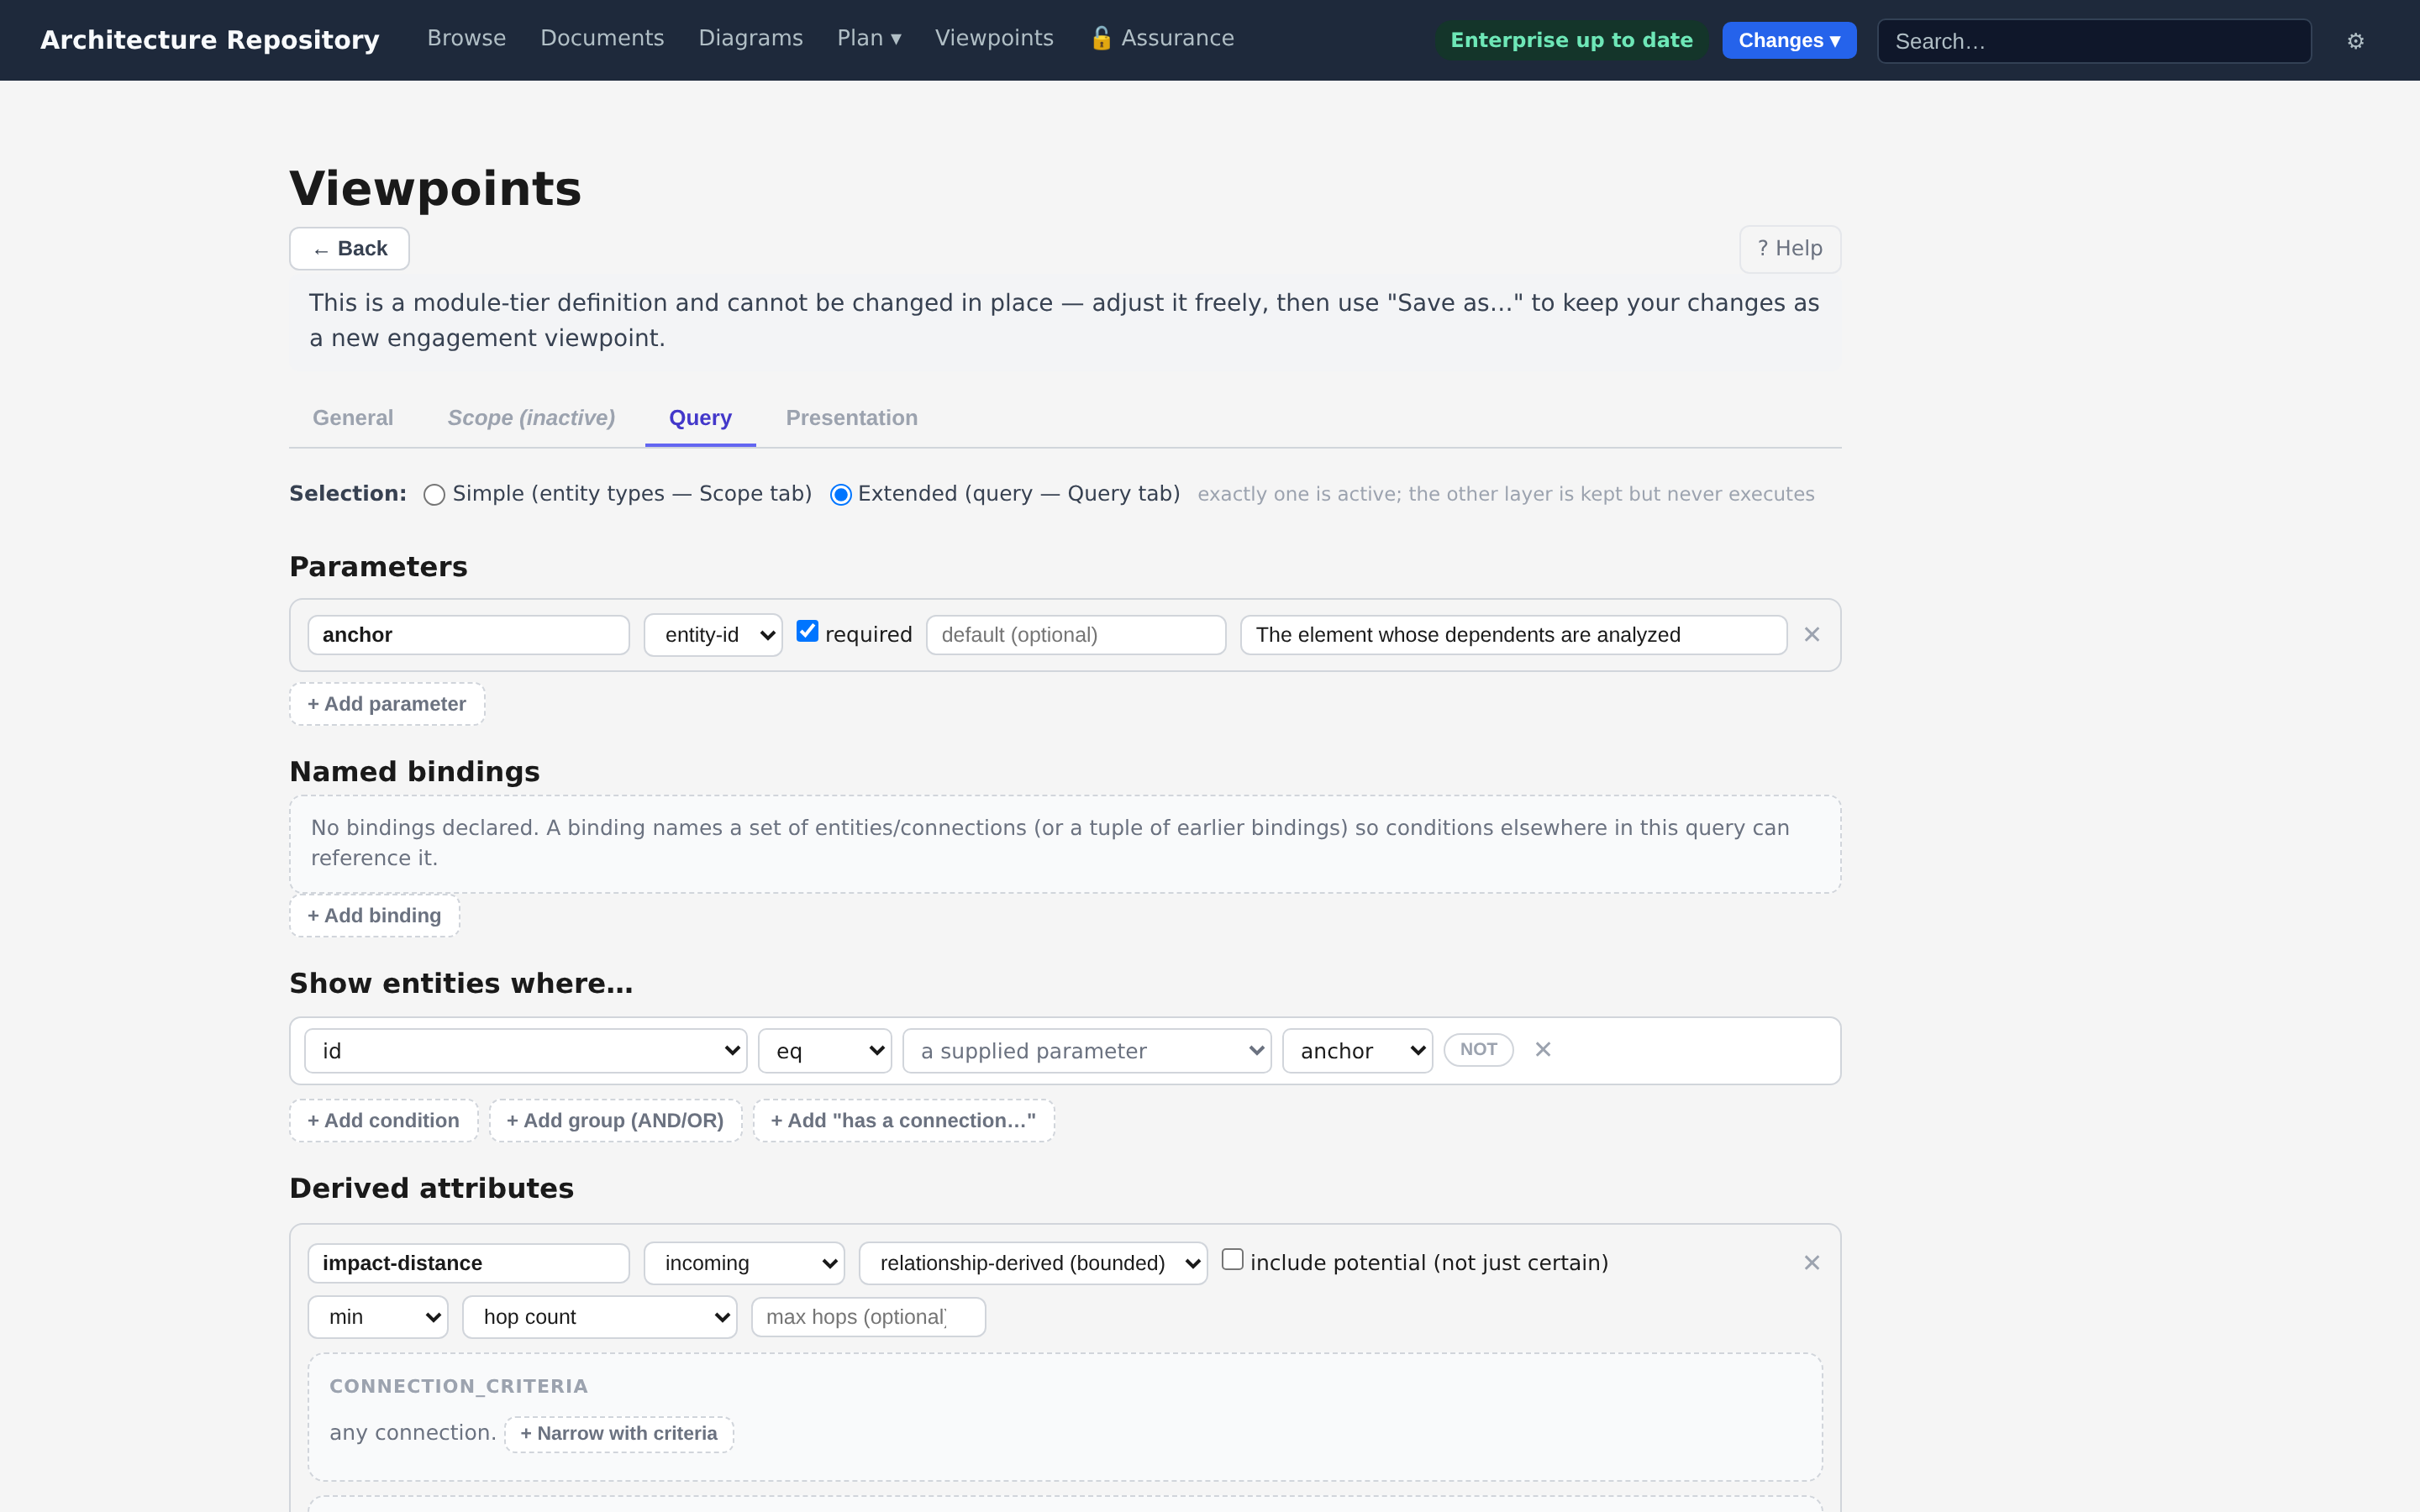 Architecture Repository Browse Documents Diagrams Plan ▾ Viewpoints 🔓 Assurance Enterprise up to date Changes ▾ Search… ⚙
Viewpoints
← Back ? Help
This is a module-tier definition and cannot be changed in place — adjust it freely, then use "Save as…" to keep your changes as
a new engagement viewpoint.
General Scope (inactive) Query Presentation
Selection: Simple (entity types — Scope tab) Extended (query — Query tab) exactly one is active; the other layer is kept but never executes
Parameters
anchor entity-id required default (optional) The element whose dependents are analyzed ✕
+ Add parameter
Named bindings
No bindings declared. A binding names a set of entities/connections (or a tuple of earlier bindings) so conditions elsewhere in this query can
reference it.
+ Add binding
Show entities where…
id eq a supplied parameter anchor NOT ✕
+ Add condition + Add group (AND/OR) + Add "has a connection…"
Derived attributes
impact-distance incoming relationship-derived (bounded) include potential (not just certain) ✕
min hop count max hops (optional)
CONNECTION_CRITERIA
any connection. + Narrow with criteria